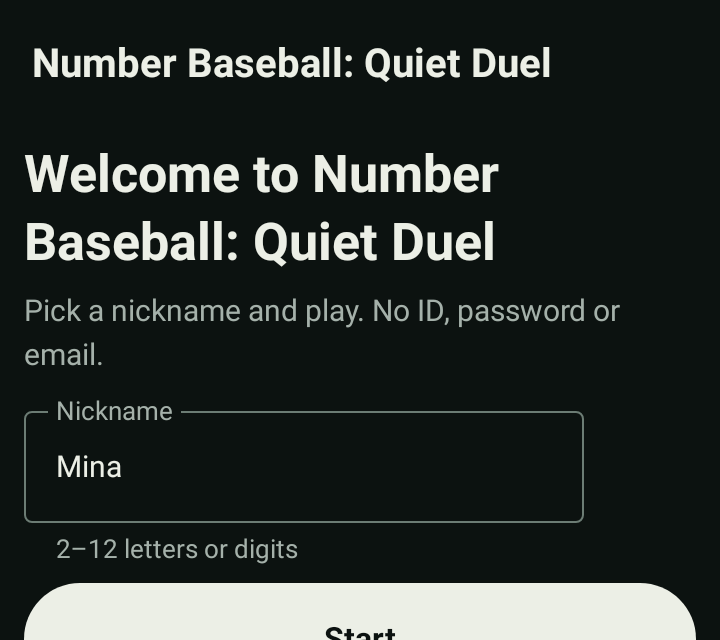 Number Baseball: Quiet Duel
Welcome to Number
Baseball: Quiet Duel
Pick a nickname and play. No ID, password or
email.
Nickname
Mina
2–12 letters or digits
Start